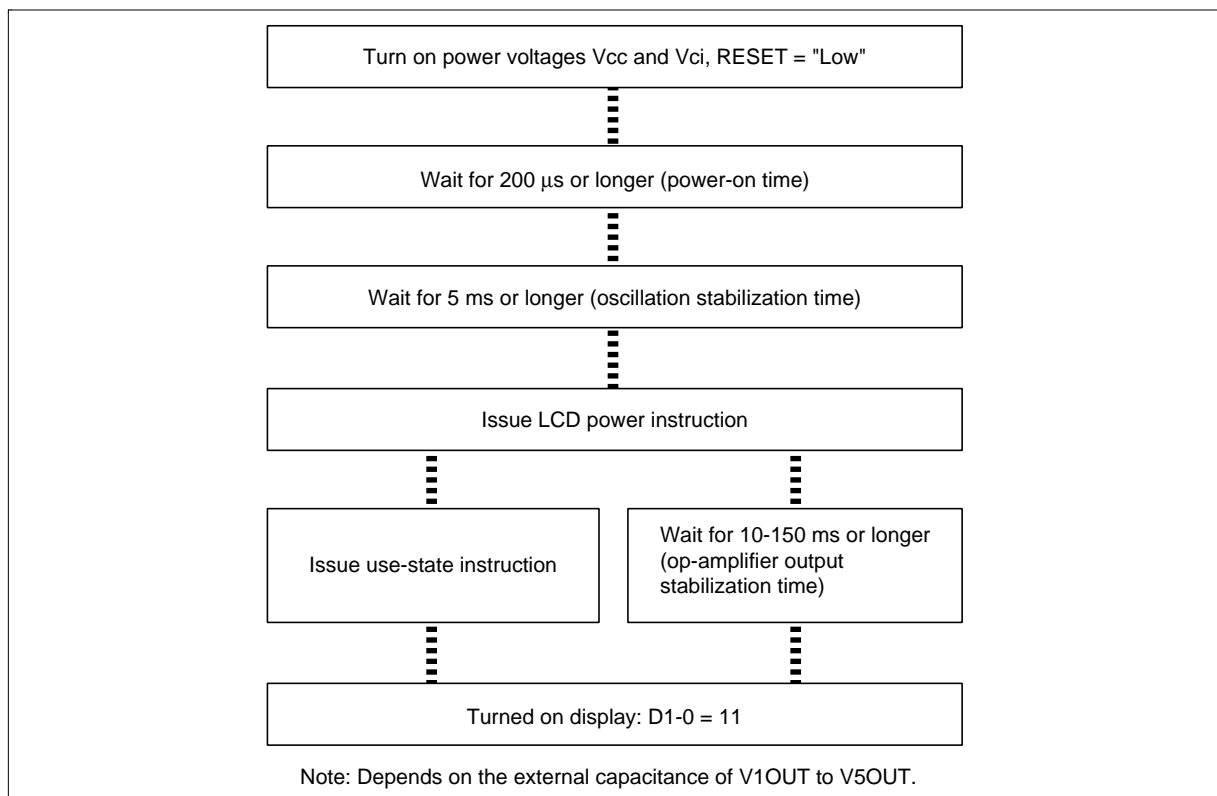 Turn on power voltages Vcc and Vci, RESET = "Low"
Wait for 200 μs or longer (power-on time)
Wait for 5 ms or longer (oscillation stabilization time)
Issue LCD power instruction
Issue use-state instruction
Wait for 10-150 ms or longer
(op-amplifier output
stabilization time)
Turned on display: D1-0 = 11
Note: Depends on the external capacitance of V1OUT to V5OUT.